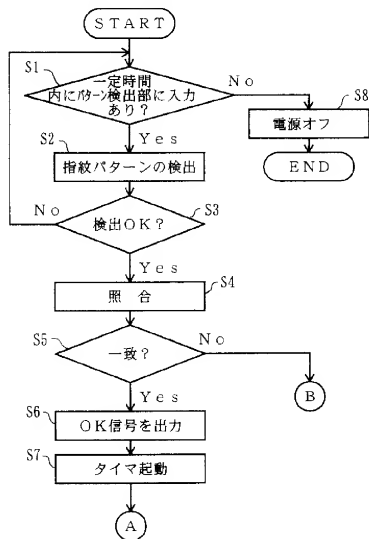 START
S1
一定時間
内にパターン検出部に入力
あり?
No
S8
電源オフ
END
Yes
S2
指紋パターンの検出
No
S3
検出OK?
Yes
S4
照 合
S5
一致?
No
B
Yes
S6
OK信号を出力
S7
タイマ起動
A